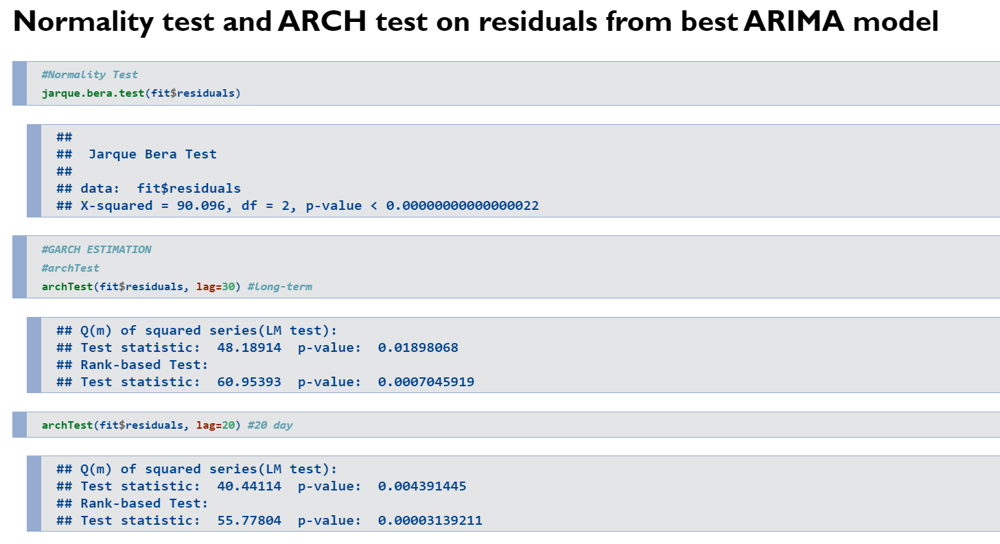 Normality test and ARCH test on residuals from best ARIMA model
#Normality Test
jarque.bera.test(fit$residuals)
##
##  Jarque Bera Test
##
## data:  fit$residuals
## X-squared = 90.096, df = 2, p-value < 0.00000000000000022
#GARCH ESTIMATION
#archTest
archTest(fit$residuals, lag=30) #long-term
## Q(m) of squared series(LM test):
## Test statistic:  48.18914  p-value:  0.01898068
## Rank-based Test:
## Test statistic:  60.95393  p-value:  0.0007045919
archTest(fit$residuals, lag=20) #20 day
## Q(m) of squared series(LM test):
## Test statistic:  40.44114  p-value:  0.004391445
## Rank-based Test:
## Test statistic:  55.77804  p-value:  0.00003139211